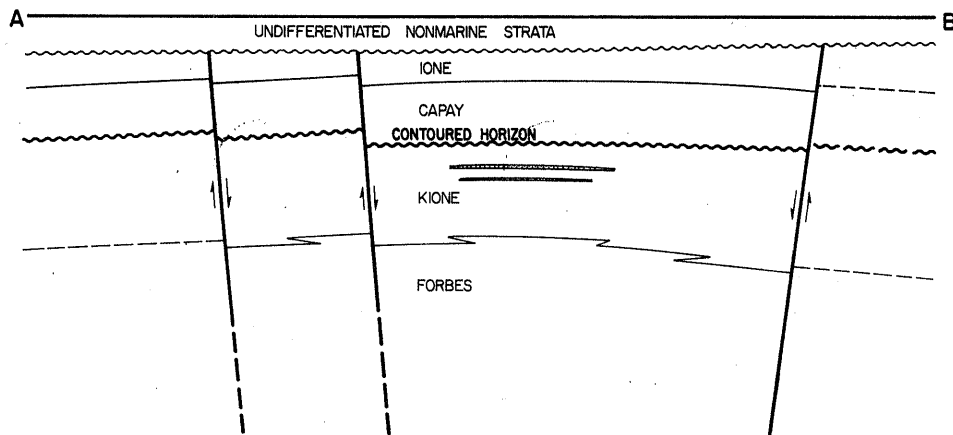 A B
UNDIFFERENTIATED NONMARINE STRATA
IONE
CAPAY
CONTOURED HORIZON
KIONE
FORBES